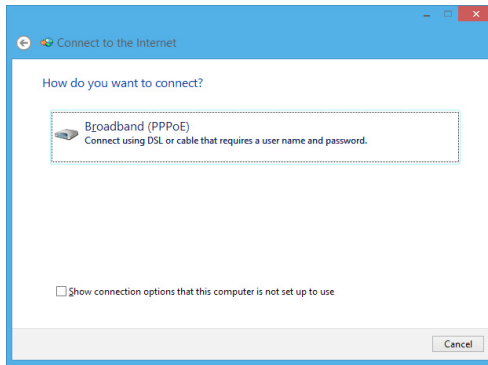 Connect to the Internet
How do you want to connect?
Broadband (PPPoE)
Connect using DSL or cable that requires a user name and password.
Show connection options that this computer is not set up to use
Cancel